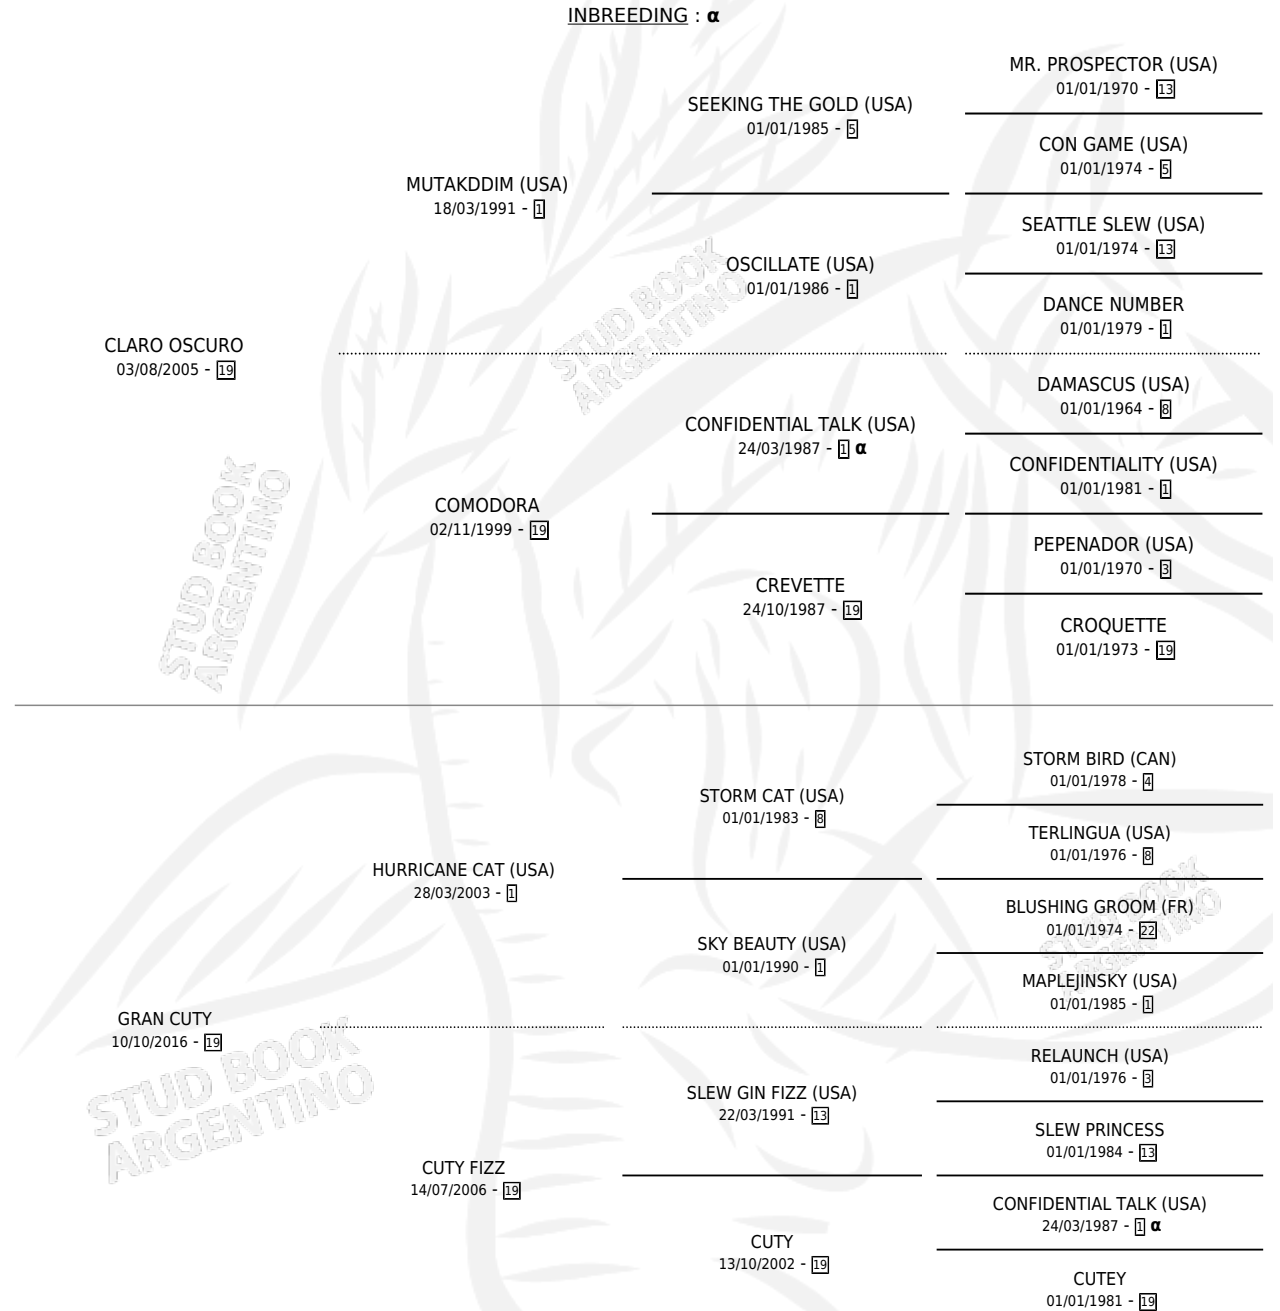 INBREEDING : α
MR. PROSPECTOR (USA)
01/01/1970 - 13
SEEKING THE GOLD (USA)
01/01/1985 - 5
CON GAME (USA)
01/01/1974 - 5
MUTAKDDIM (USA)
18/03/1991 - 1
SEATTLE SLEW (USA)
01/01/1974 - 13
OSCILLATE (USA)
01/01/1986 - 1
DANCE NUMBER
01/01/1979 - 1
STUD BOOK
ARGENTINO
CLARO OSCURO
03/08/2005 - 19
DAMASCUS (USA)
01/01/1964 - 8
CONFIDENTIAL TALK (USA)
24/03/1987 - 1 α
CONFIDENTIALITY (USA)
01/01/1981 - 1
COMODORA
02/11/1999 - 19
PEPENADOR (USA)
01/01/1970 - 3
CREVETTE
24/10/1987 - 19
CROQUETTE
01/01/1973 - 19
STUD BOOK
ARGENTINO
STORM BIRD (CAN)
01/01/1978 - 4
STORM CAT (USA)
01/01/1983 - 8
TERLINGUA (USA)
01/01/1976 - 8
HURRICANE CAT (USA)
28/03/2003 - 1
BLUSHING GROOM (FR)
01/01/1974 - 22
SKY BEAUTY (USA)
01/01/1990 - 1
MAPLEJINSKY (USA)
01/01/1985 - 1
STUD BOOK
ARGENTINO
GRAN CUTY
10/10/2016 - 19
RELAUNCH (USA)
01/01/1976 - 3
SLEW GIN FIZZ (USA)
22/03/1991 - 13
SLEW PRINCESS
01/01/1984 - 13
STUD BOOK
ARGENTINO
CUTY FIZZ
14/07/2006 - 19
CONFIDENTIAL TALK (USA)
24/03/1987 - 1 α
CUTY
13/10/2002 - 19
CUTEY
01/01/1981 - 19